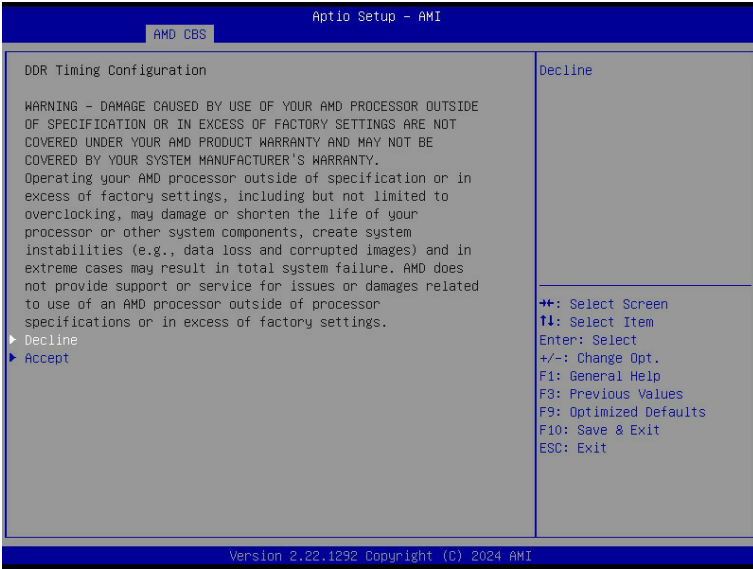 Aptio Setup - AMI
AMD CBS
DDR Timing Configuration
WARNING - DAMAGE CAUSED BY USE OF YOUR AMD PROCESSOR OUTSIDE
OF SPECIFICATION OR IN EXCESS OF FACTORY SETTINGS ARE NOT
COVERED UNDER YOUR AMD PRODUCT WARRANTY AND MAY NOT BE
COVERED BY YOUR SYSTEM MANUFACTURER'S WARRANTY.
Operating your AMD processor outside of specification or in
excess of factory settings, including but not limited to
overclocking, may damage or shorten the life of your
processor or other system components, create system
instabilities (e.g., data loss and corrupted images) and in
extreme cases may result in total system failure. AMD does
not provide support or service for issues or damages related
to use of an AMD processor outside of processor
specifications or in excess of factory settings.
Decline
Accept
Decline
→←: Select Screen
↑↓: Select Item
Enter: Select
+/-: Change Opt.
F1: General Help
F3: Previous Values
F9: Optimized Defaults
F10: Save & Exit
ESC: Exit
Version 2.22.1292 Copyright (C) 2024 AMI